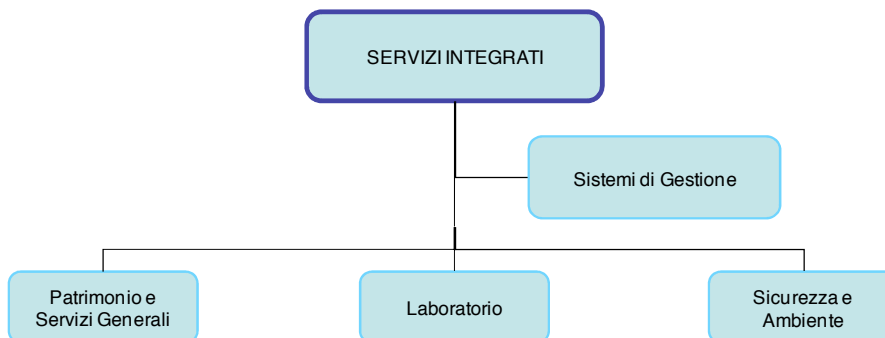 SERVIZI INTEGRATI
Sistemi di Gestione
Patrimonio e
Servizi Generali
Laboratorio
Sicurezza e
Ambiente